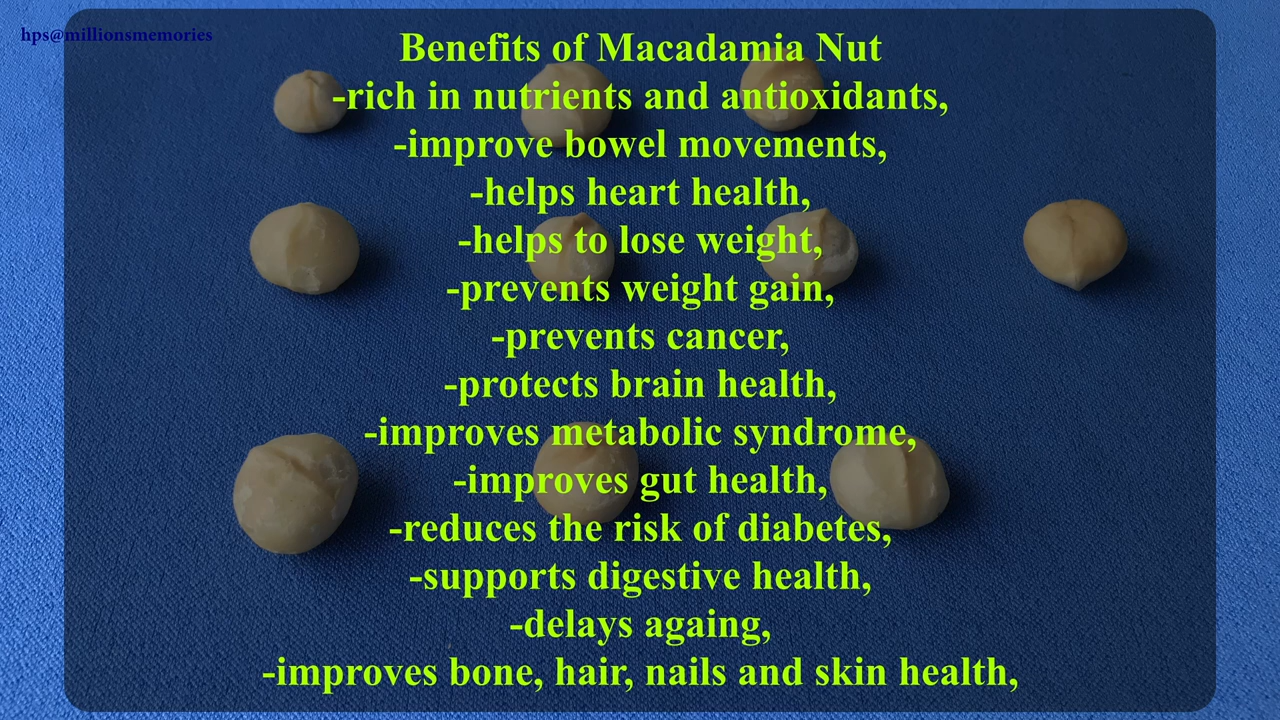 hps@millionsmemories
Benefits of Macadamia Nut
-rich in nutrients and antioxidants,
-improve bowel movements,
-helps heart health,
-helps to lose weight,
-prevents weight gain,
-prevents cancer,
-protects brain health,
-improves metabolic syndrome,
-improves gut health,
-reduces the risk of diabetes,
-supports digestive health,
-delays againg,
-improves bone, hair, nails and skin health,